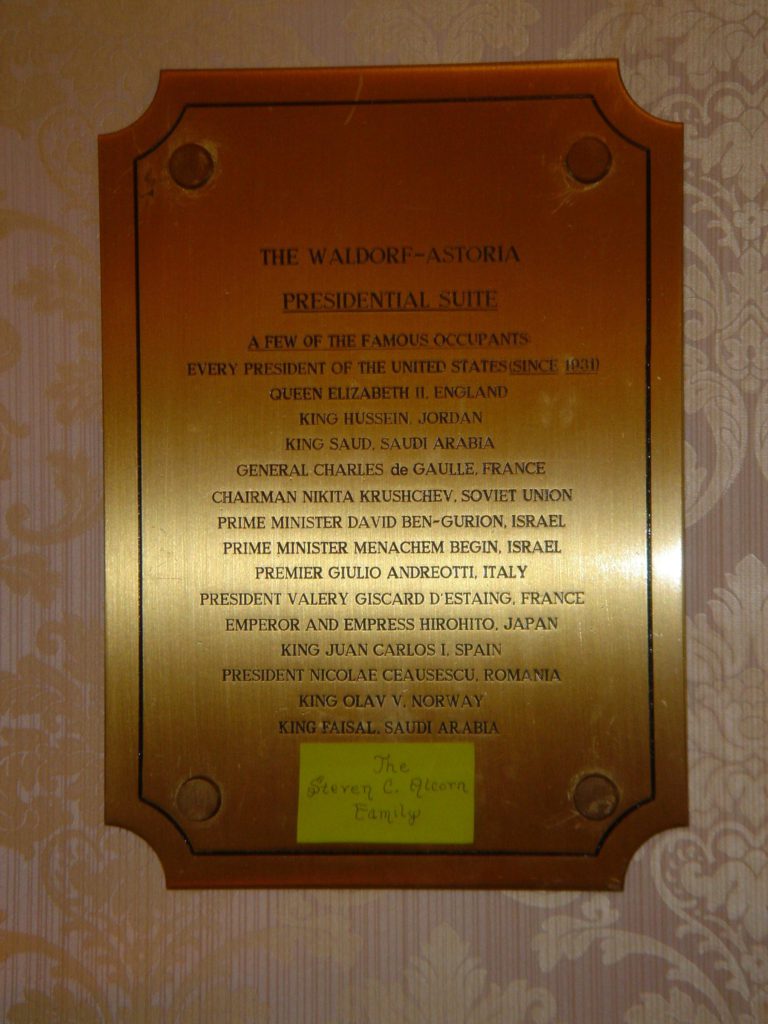 THE WALDORF-ASTORIA
PRESIDENTIAL SUITE
A FEW OF THE FAMOUS OCCUPANTS
EVERY PRESIDENT OF THE UNITED STATES (SINCE 1931)
QUEEN ELIZABETH II, ENGLAND
KING HUSSEIN, JORDAN
KING SAUD, SAUDI ARABIA
GENERAL CHARLES de GAULLE, FRANCE
CHAIRMAN NIKITA KRUSHCHEV, SOVIET UNION
PRIME MINISTER DAVID BEN-GURION, ISRAEL
PRIME MINISTER MENACHEM BEGIN, ISRAEL
PREMIER GIULIO ANDREOTTI, ITALY
PRESIDENT VALERY GISCARD D'ESTAING, FRANCE
EMPEROR AND EMPRESS HIROHITO, JAPAN
KING JUAN CARLOS I, SPAIN
PRESIDENT NICOLAE CEAUSESCU, ROMANIA
KING OLAV V, NORWAY
KING FAISAL, SAUDI ARABIA
The
Steven C. Alcorn
Family